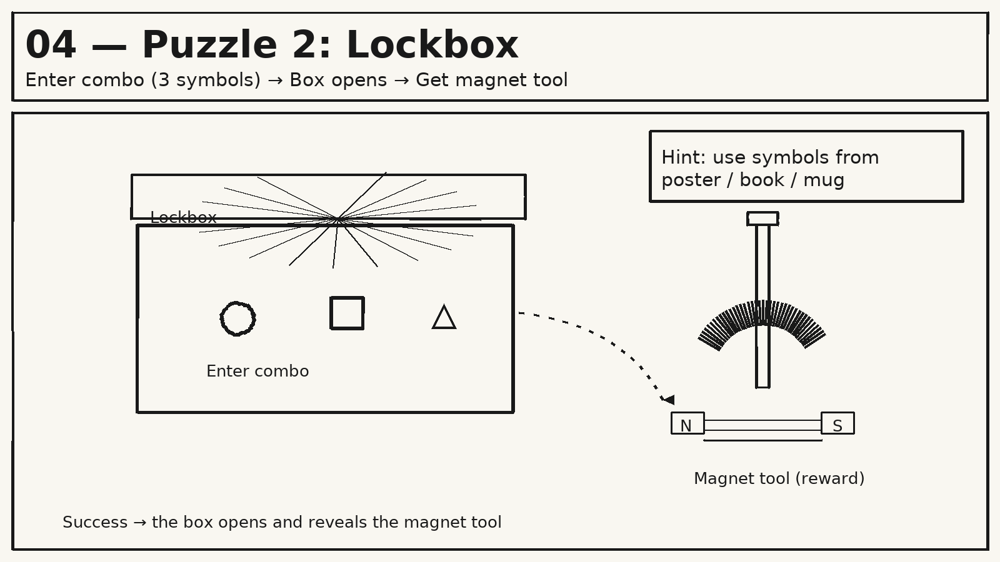 04 — Puzzle 2: Lockbox
Enter combo (3 symbols) → Box opens → Get magnet tool
Hint: use symbols from
poster / book / mug
Lockbox
Enter combo
N
S
Magnet tool (reward)
Success → the box opens and reveals the magnet tool